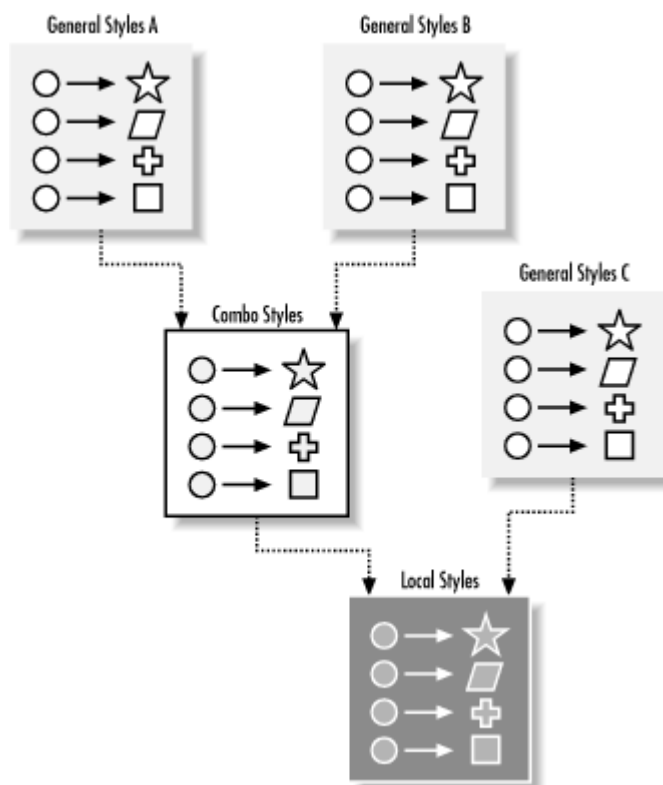 General Styles A
General Styles B
General Styles C
Combo Styles
Local Styles